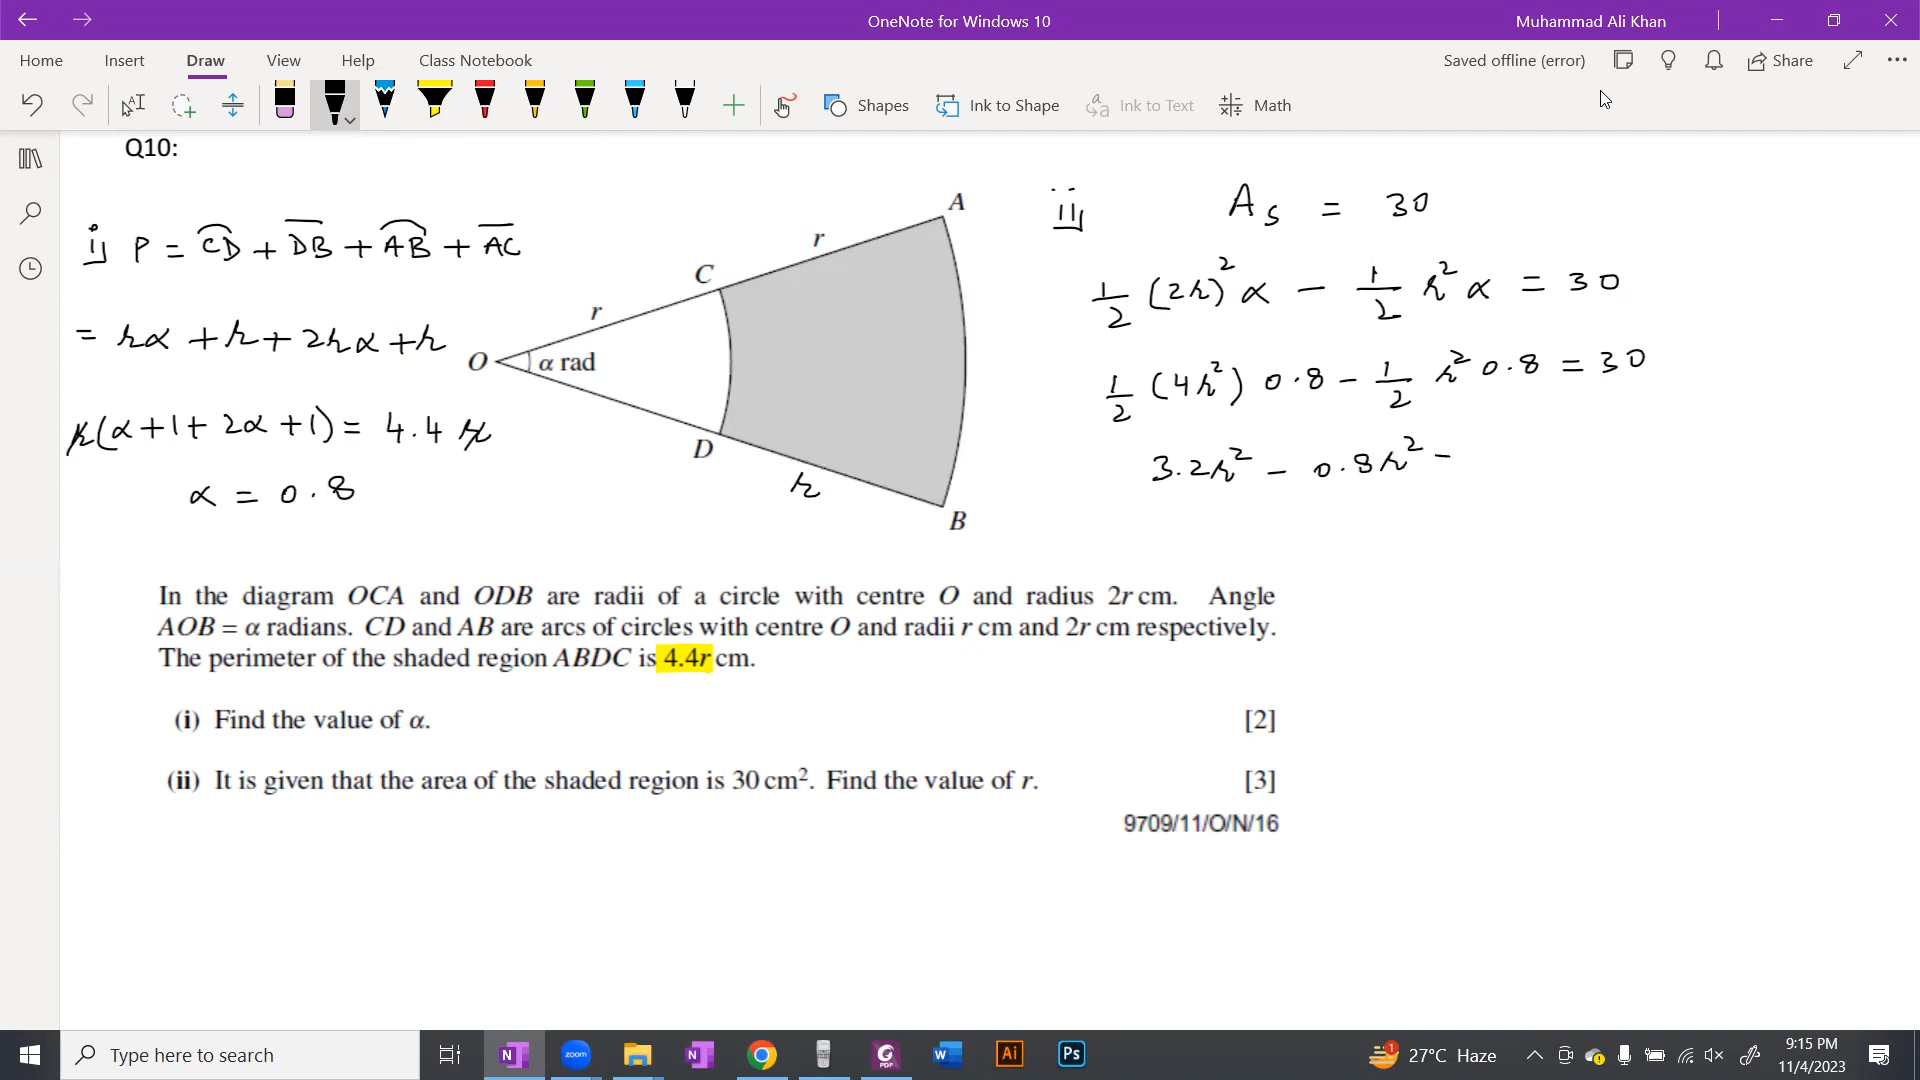 OneNote for Windows 10
Muhammad Ali Khan
Home Insert Draw View Help Class Notebook
Saved offline (error) Share
Shapes Ink to Shape Ink to Text Math
Q10:
i) P = CD + DB + AB + AC
= rα + r + 2rα + r
r(α+1+2α+1) = 4.4 r
α = 0.8
A
r
C
r
O α rad
D
r
B
ii) A_s = 30
1/2 (2r)² α − 1/2 r² α = 30
1/2 (4r²) 0.8 − 1/2 r² 0.8 = 30
3.2r² − 0.8r² −
In the diagram OCA and ODB are radii of a circle with centre O and radius 2r cm. Angle
AOB = α radians. CD and AB are arcs of circles with centre O and radii r cm and 2r cm respectively.
The perimeter of the shaded region ABDC is 4.4r cm.
(i) Find the value of α. [2]
(ii) It is given that the area of the shaded region is 30 cm². Find the value of r. [3]
9709/11/O/N/16
Type here to search
zoom
N
PDF
W
Ai
Ps
1
27°C Haze
9:15 PM
11/4/2023